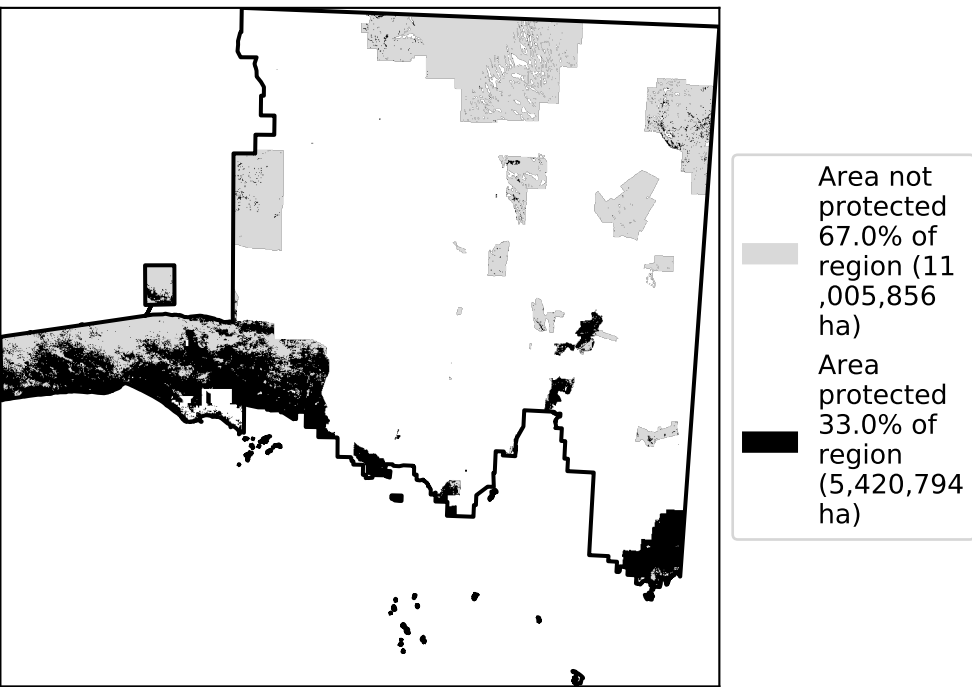 Area not
protected
67.0% of
region (11
,005,856
ha)
Area
protected
33.0% of
region
(5,420,794
ha)